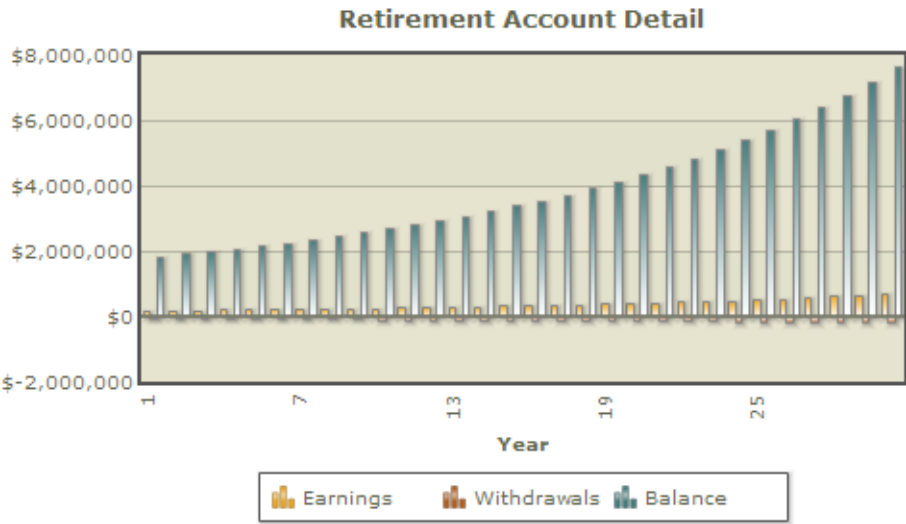 Retirement Account Detail
$8,000,000
$6,000,000
$4,000,000
$2,000,000
$0
$-2,000,000
1 7 13 19 25
Year
Earnings Withdrawals Balance